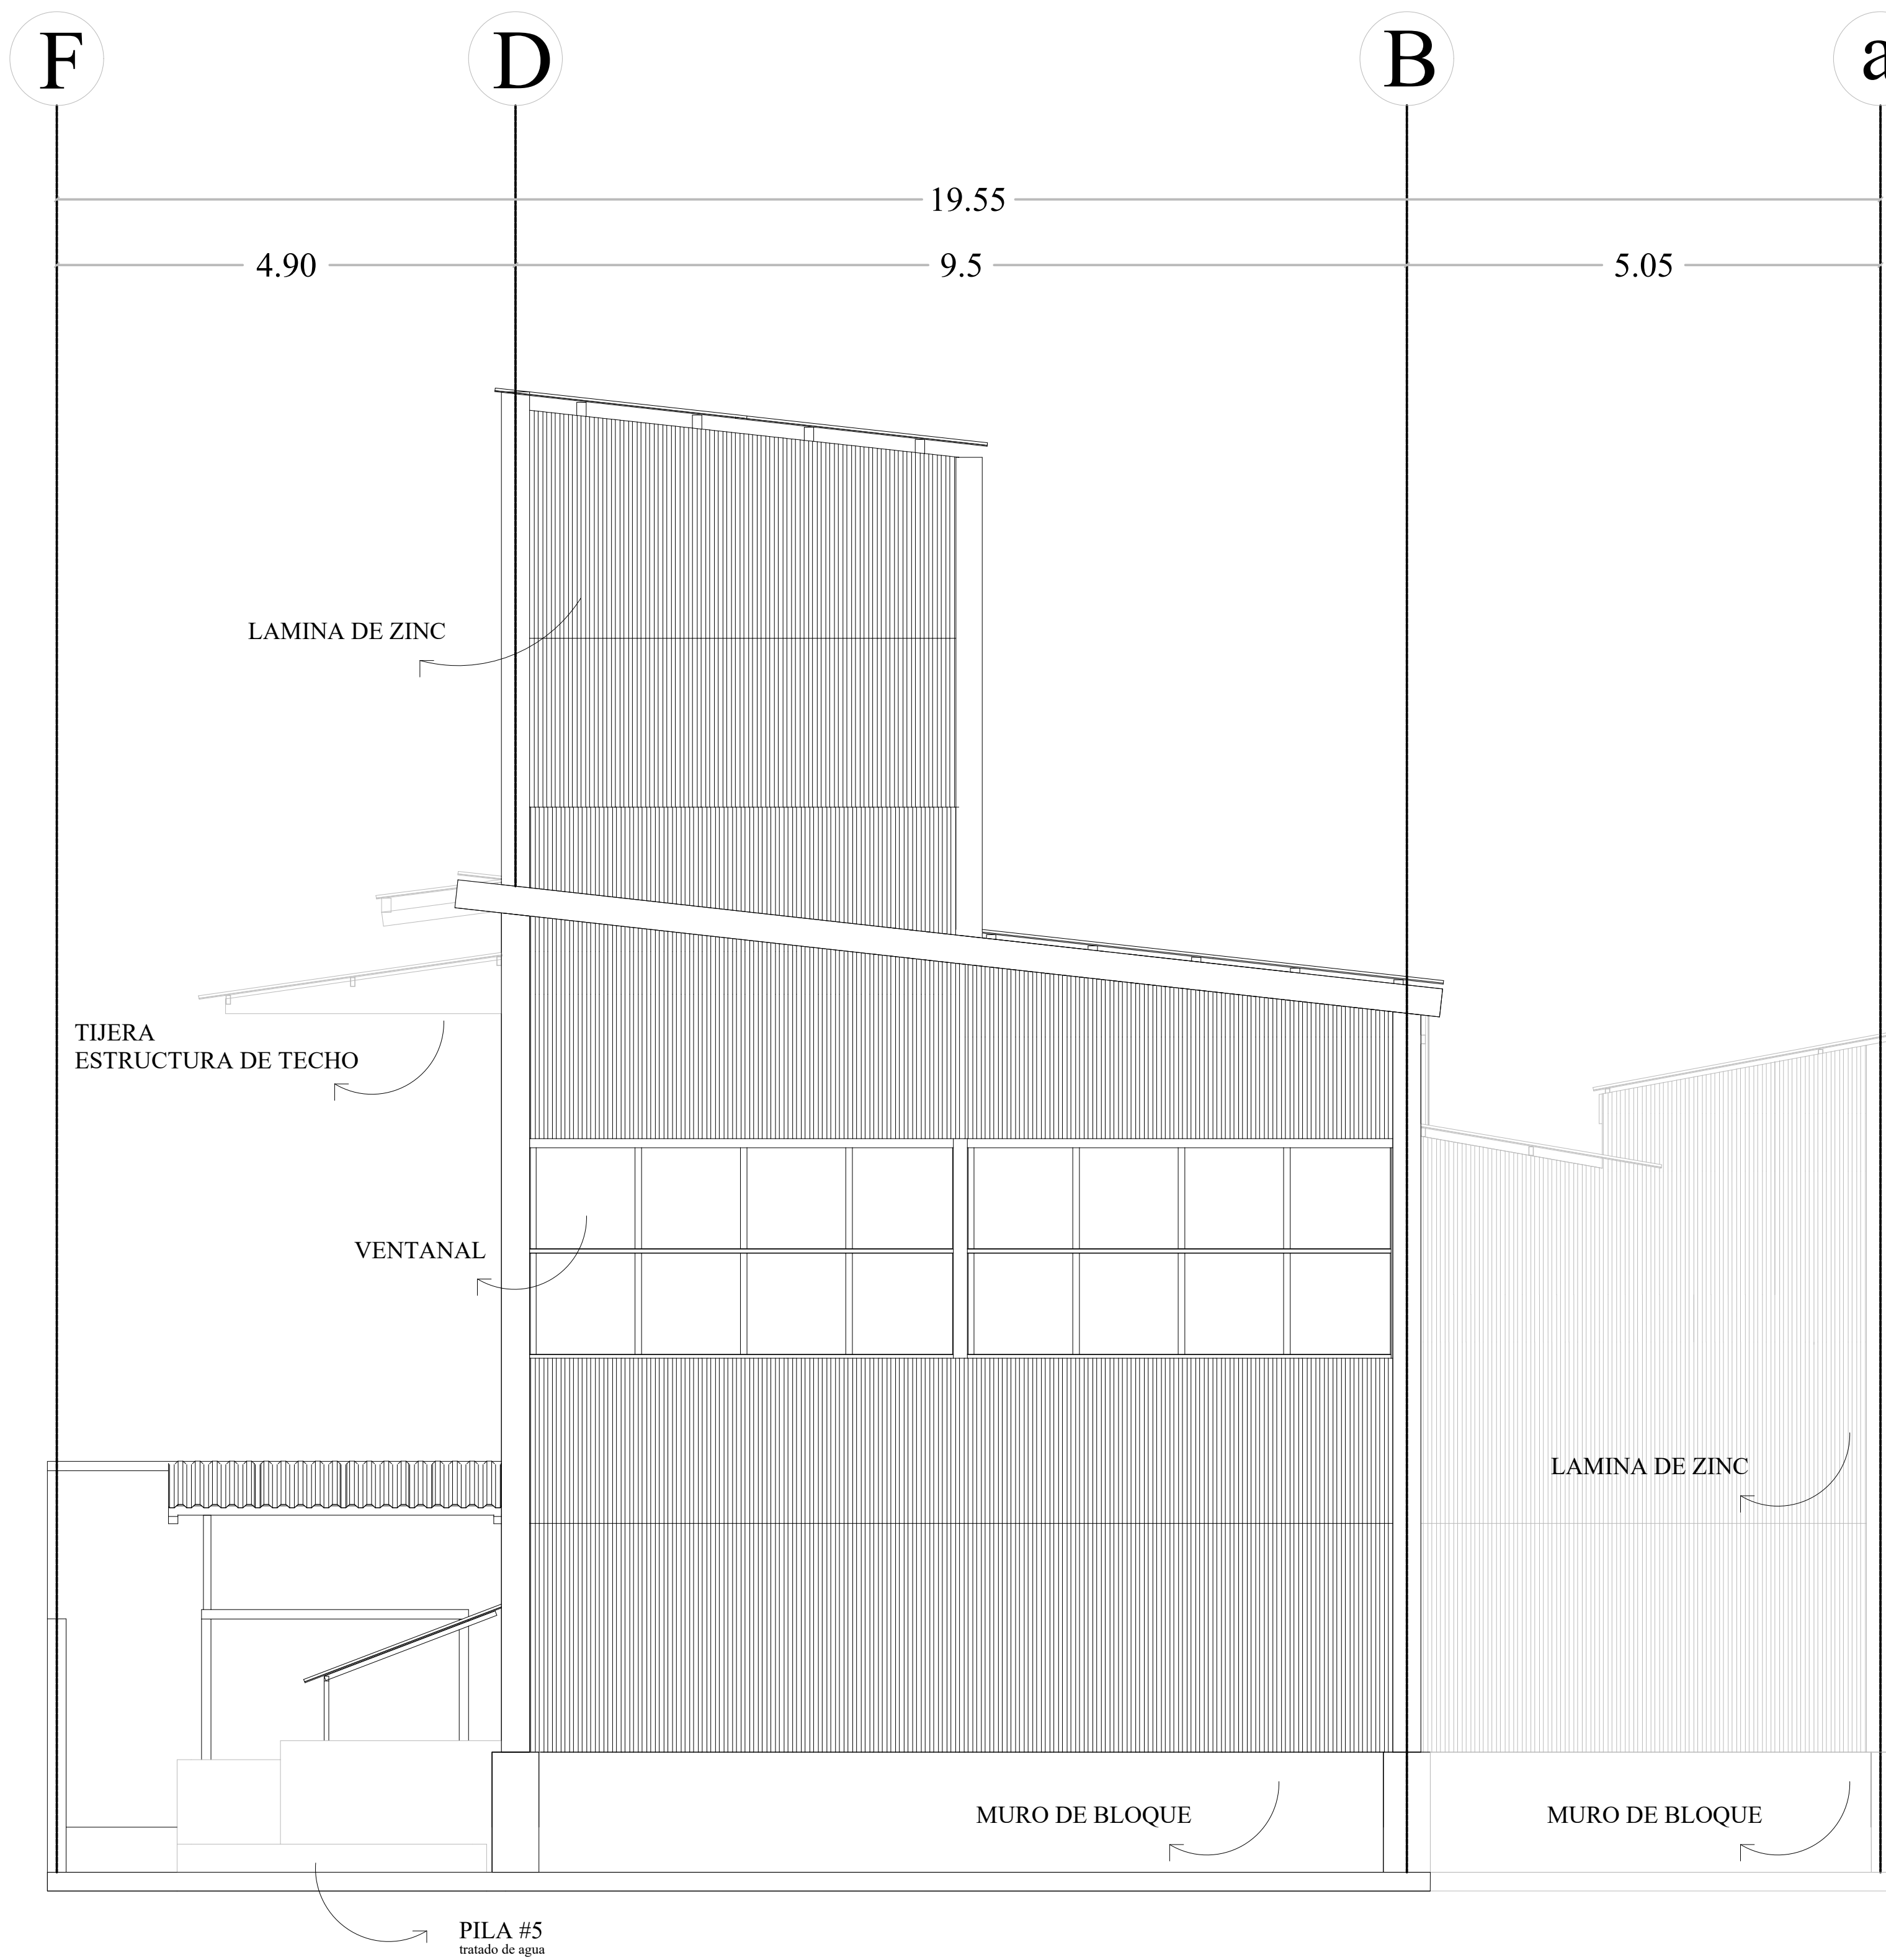 F D B a
19.55
4.90 9.5 5.05
LAMINA DE ZINC
TIJERA
ESTRUCTURA DE TECHO
VENTANAL
LAMINA DE ZINC
MURO DE BLOQUE MURO DE BLOQUE
PILA #5
tratado de agua